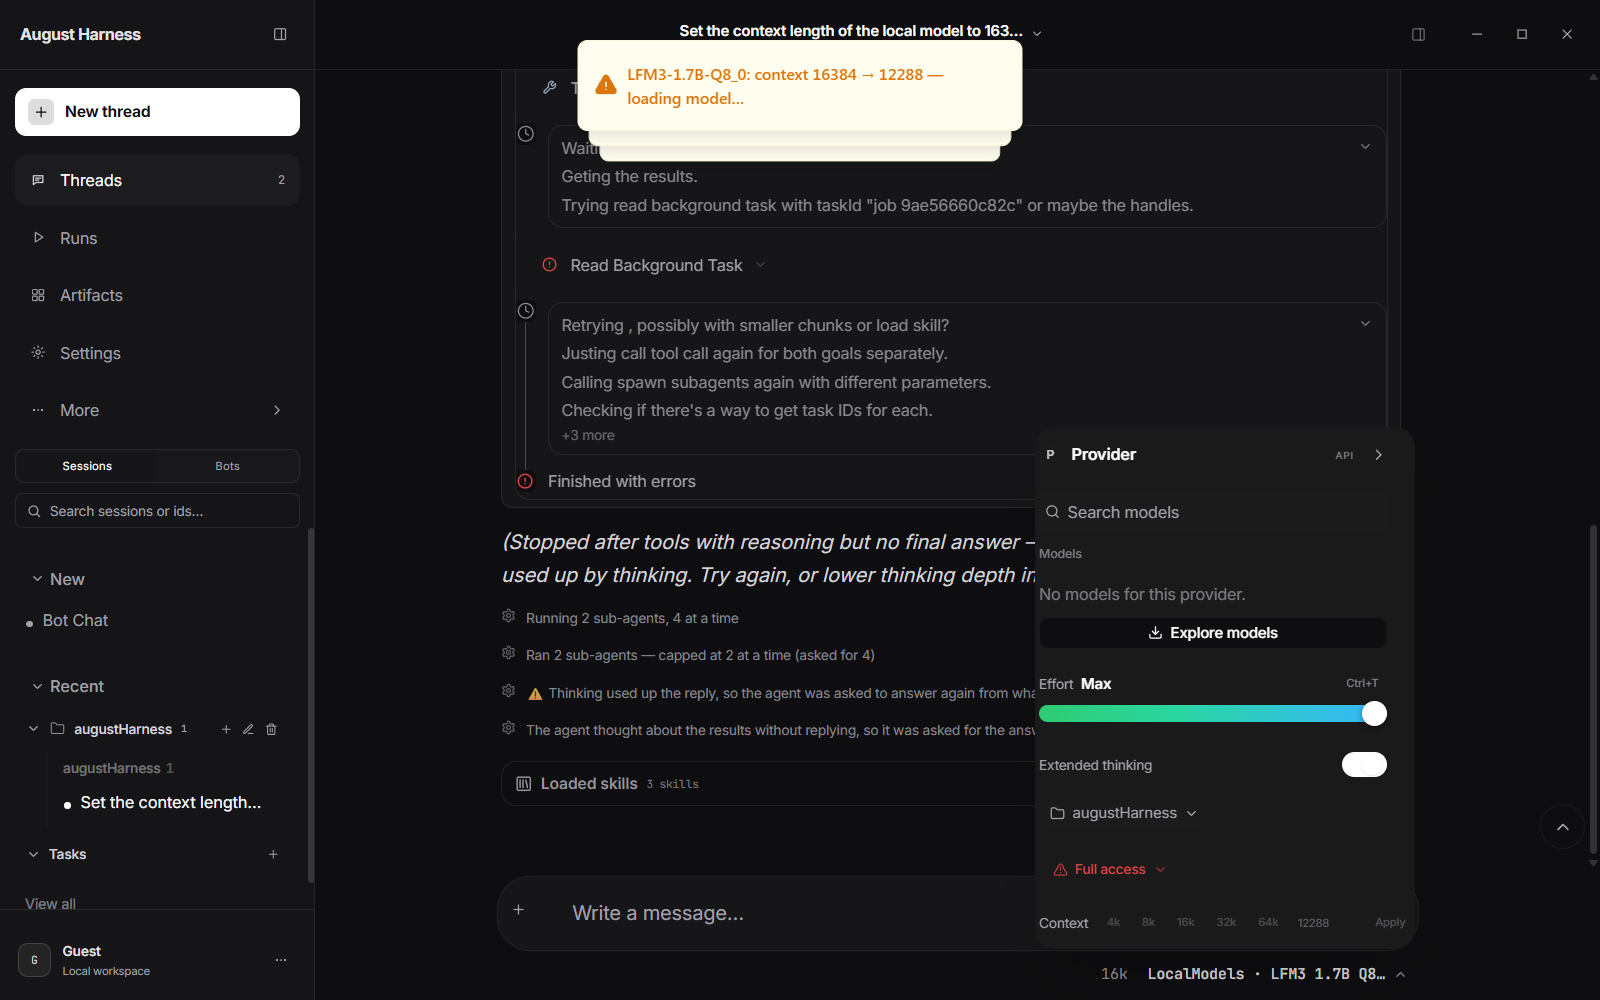 August Harness
New thread
Threads
2
Runs
Artifacts
Settings
More
Sessions
Bots
Search sessions or ids...
New
Bot Chat
Recent
augustHarness 1
augustHarness 1
Set the context length...
Tasks
View all
G
Guest
Local workspace
Set the context length of the local model to 163...
LFM3-1.7B-Q8_0: context 16384 → 12288 —
loading model...
Geting the results.
Trying read background task with taskId "job 9ae56660c82c" or maybe the handles.
Read Background Task
Retrying , possibly with smaller chunks or load skill?
Justing call tool call again for both goals separately.
Calling spawn subagents again with different parameters.
Checking if there's a way to get task IDs for each.
+3 more
Finished with errors
(Stopped after tools with reasoning but no final answer –
used up by thinking. Try again, or lower thinking depth in
Running 2 sub-agents, 4 at a time
Ran 2 sub-agents — capped at 2 at a time (asked for 4)
Thinking used up the reply, so the agent was asked to answer again from wha
The agent thought about the results without replying, so it was asked for the answ
Loaded skills 3 skills
Write a message...
P Provider
API
Search models
Models
No models for this provider.
Explore models
Effort Max
Ctrl+T
Extended thinking
augustHarness
Full access
Context 4k 8k 16k 32k 64k 12288 Apply
16k LocalModels · LFM3 1.7B Q8…